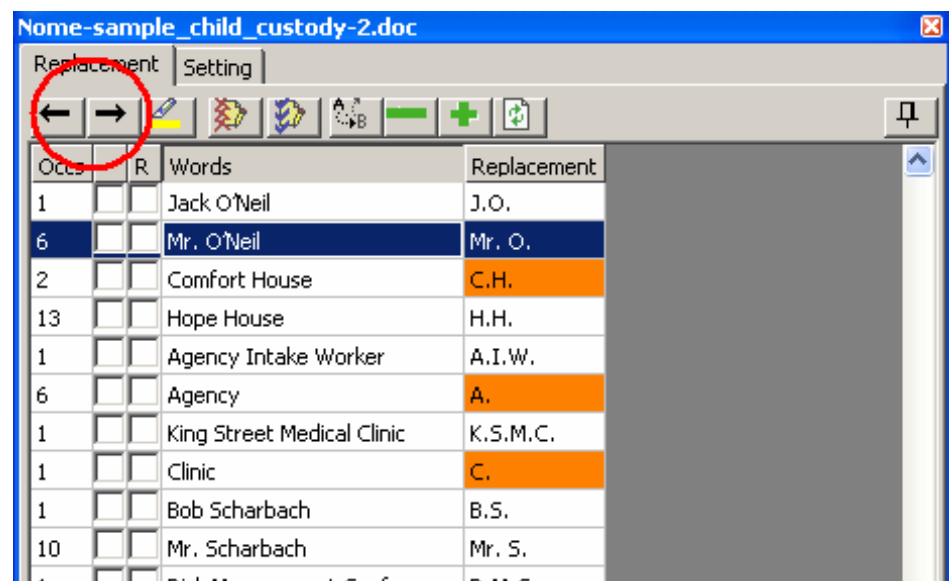 Nome-sample_child_custody-2.doc
Replacement Setting
A B
Occs R Words Replacement
1 Jack O'Neil J.O.
6 Mr. O'Neil Mr. O.
2 Comfort House C.H.
13 Hope House H.H.
1 Agency Intake Worker A.I.W.
6 Agency A.
1 King Street Medical Clinic K.S.M.C.
1 Clinic C.
1 Bob Scharbach B.S.
10 Mr. Scharbach Mr. S.